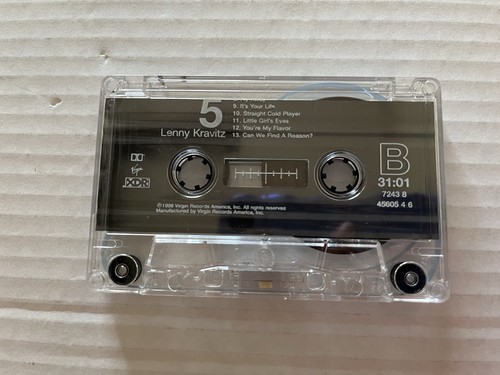 5
Lenny Kravitz
9. It's Your Life
10. Straight Cold Player
11. Little Girl's Eyes
12. You're My Flavor
13. Can We Find A Reason?
B
31:01
7243 8
45605 4 6
Virgin
XDR
℗1998 Virgin Records America, Inc. All rights reserved
Manufactured by Virgin Records America, Inc.